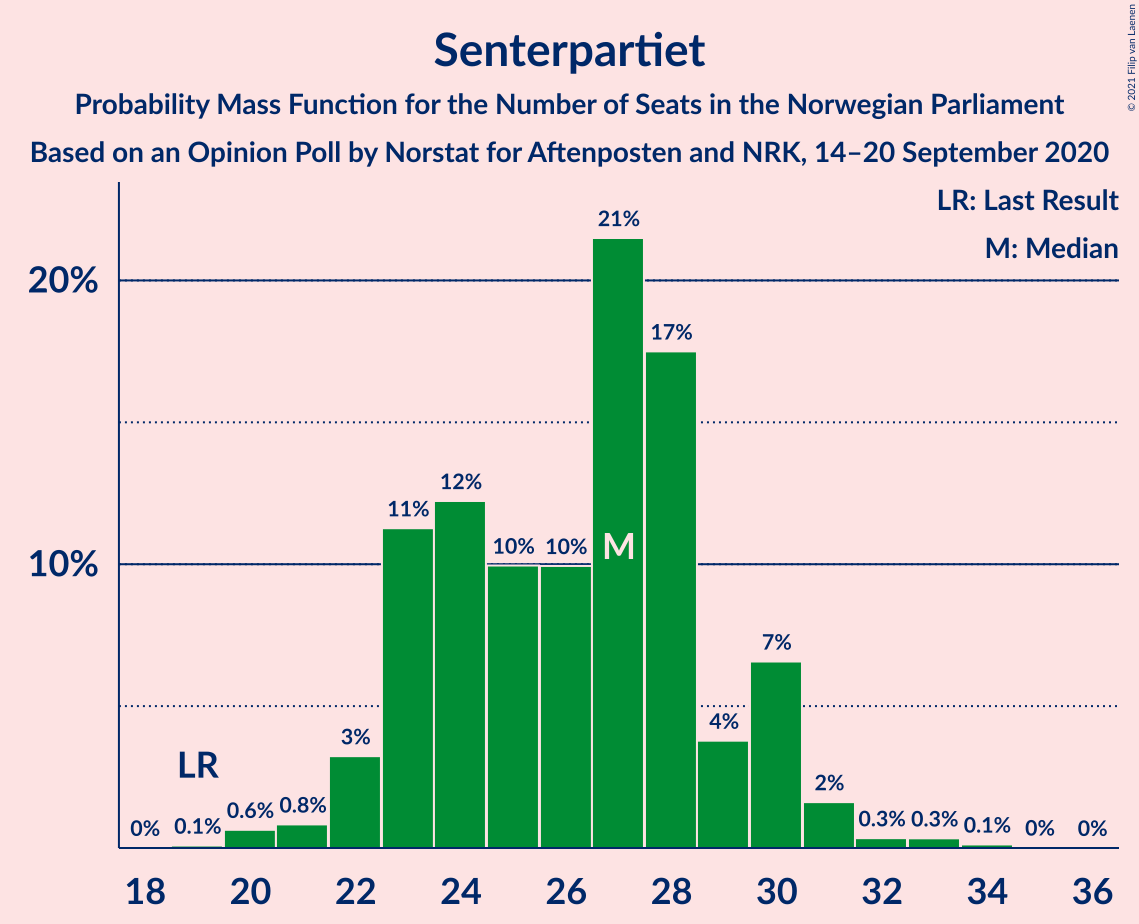 Senterpartiet
Probability Mass Function for the Number of Seats in the Norwegian Parliament
Based on an Opinion Poll by Norstat for Aftenposten and NRK, 14–20 September 2020
© 2021 Filip van Laenen
LR: Last Result
M: Median
20%
10%
0%
0.1%
0.6%
0.8%
3%
11%
12%
10%
10%
21%
17%
4%
7%
2%
0.3%
0.3%
0.1%
0%
0%
LR
M
18 20 22 24 26 28 30 32 34 36